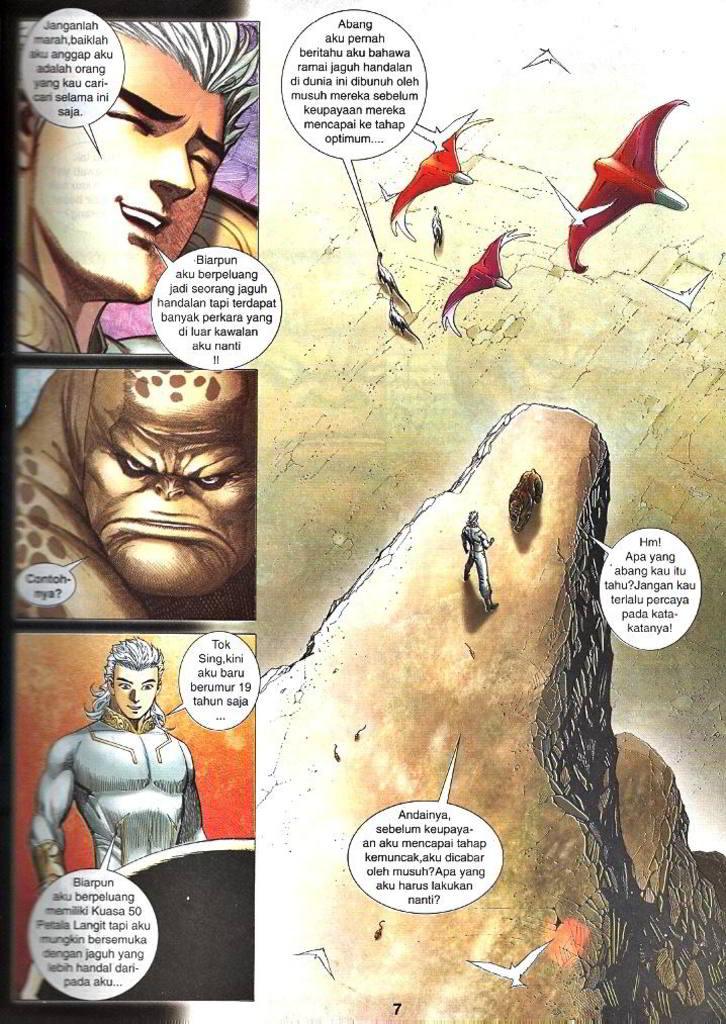 Janganlah
marah,baiklah
aku anggap aku
adalah orang
yang kau cari-
cari selama ini
saja.
Biarpun
aku berpeluang
jadi seorang jaguh
handalan tapi terdapat
banyak perkara yang
di luar kawalan
aku nanti
!!
Contoh-
nya?
Tok
Sing,kini
aku baru
berumur 19
tahun saja
...
Biarpun
aku berpeluang
memiliki Kuasa 50
Petala Langit tapi aku
mungkin bersemuka
dengan jaguh yang
lebih handal dari-
pada aku...
Abang
aku pernah
beritahu aku bahawa
ramai jaguh handalan
di dunia ini dibunuh oleh
musuh mereka sebelum
keupayaan mereka
mencapai ke tahap
optimum....
Hm!
Apa yang
abang kau itu
tahu?Jangan kau
terlalu percaya
pada kata-
katanya!
Andainya,
sebelum keupaya-
an aku mencapai tahap
kemuncak,aku dicabar
oleh musuh?Apa yang
aku harus lakukan
nanti?
7